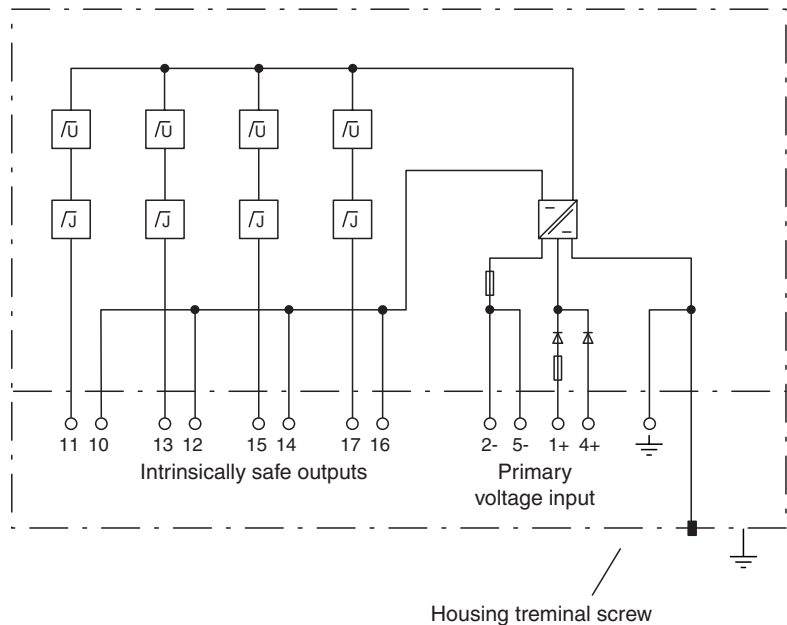 /U /U /U /U
/J /J /J /J
11 10 13 12 15 14 17 16 2- 5- 1+ 4+
Intrinsically safe outputs
Primary
voltage input
Housing treminal screw